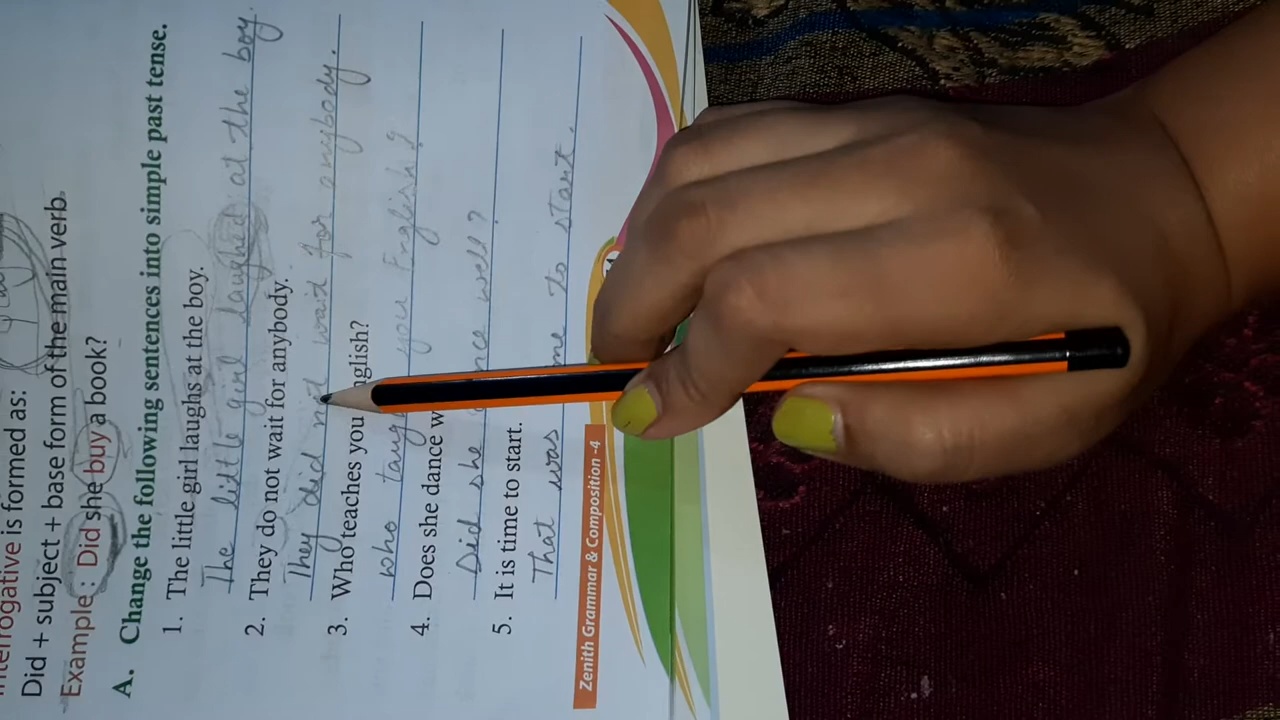 Interrogative is formed as:
Did + subject + base form of the main verb.
Example : Did she buy a book?
A. Change the following sentences into simple past tense.
1. The little girl laughs at the boy.
The little girl laughed at the boy.
2. They do not wait for anybody.
They did not wait for anybody.
3. Who teaches you English?
who taught you English?
4. Does she dance w
Did she dance well?
5. It is time to start.
That was time to start.
Zenith Grammar & Composition -4